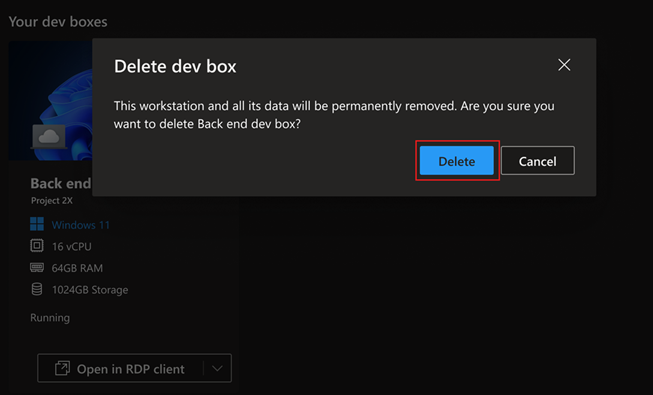 Your dev boxes
Delete dev box
This workstation and all its data will be permanently removed. Are you sure you
want to delete Back end dev box?
Delete
Cancel
Back end
Project 2X
Windows 11
16 vCPU
64GB RAM
1024GB Storage
Running
Open in RDP client